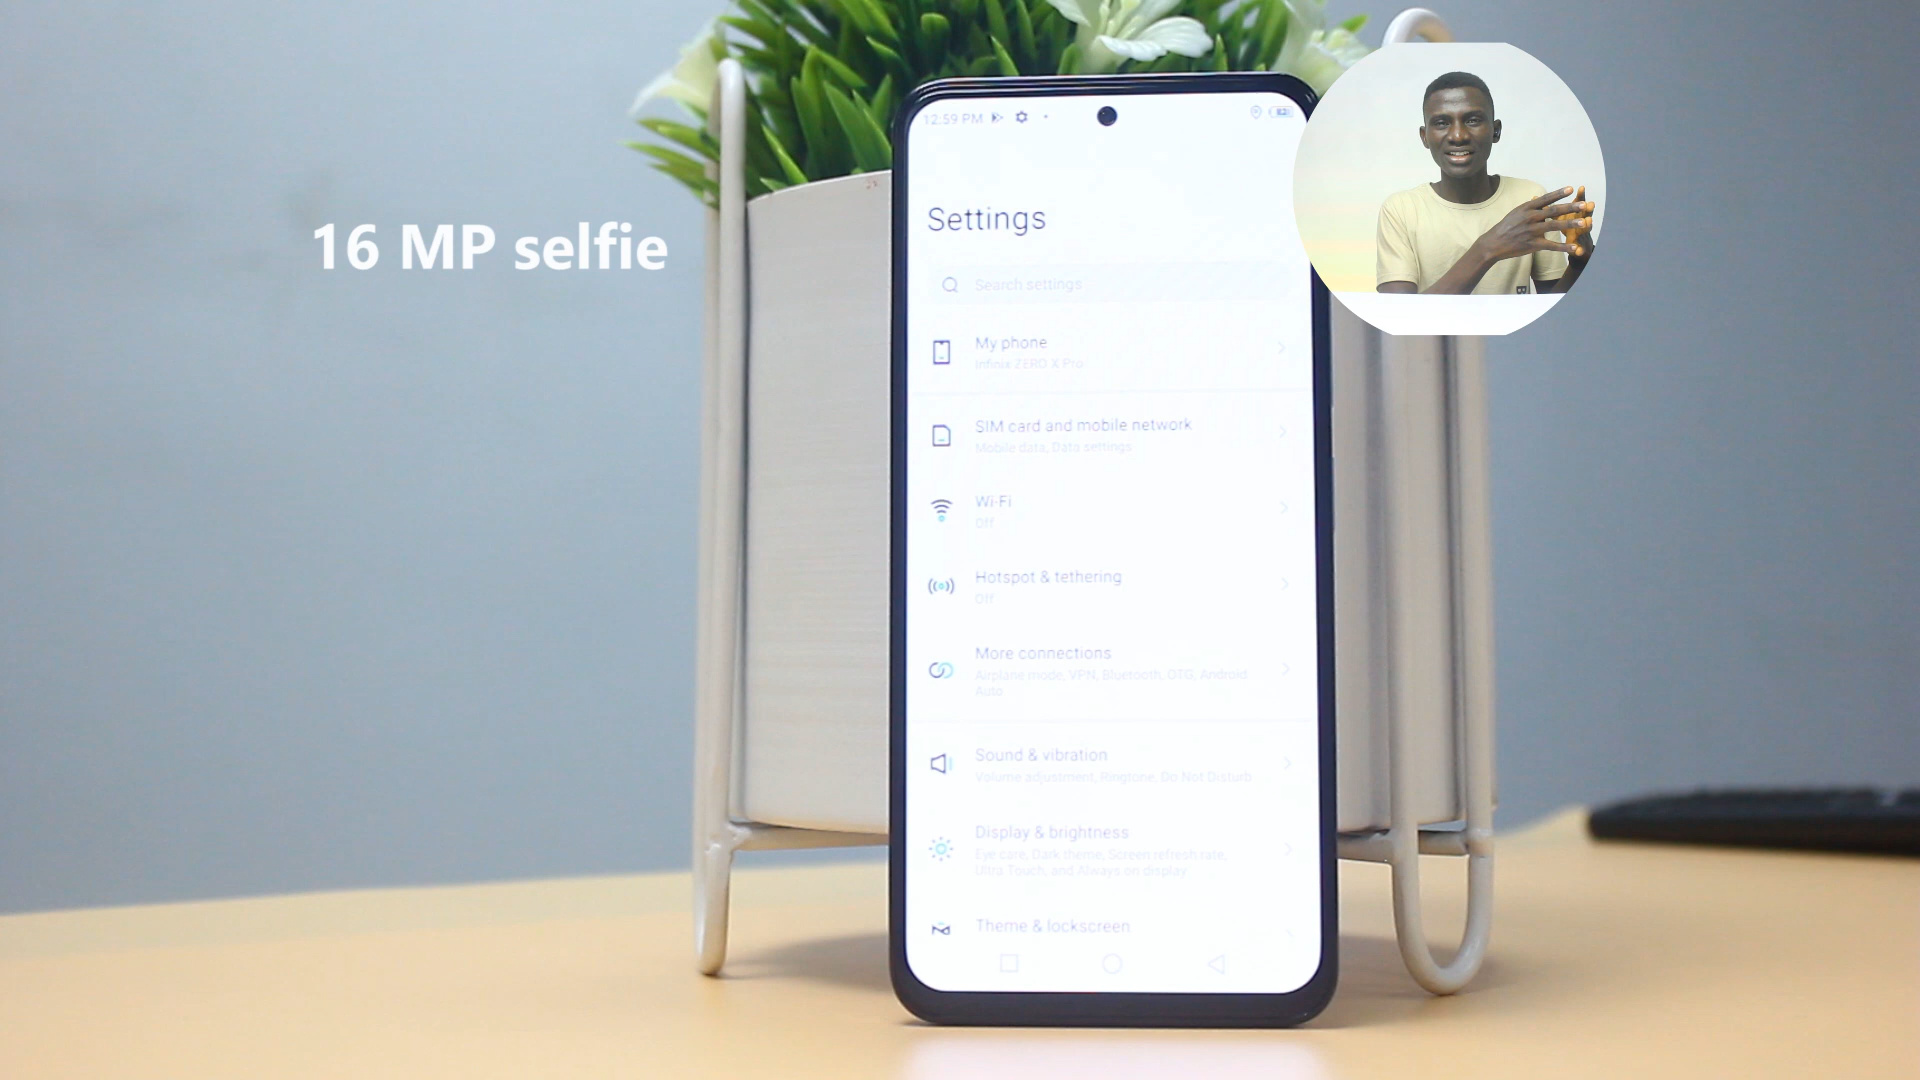 16 MP selfie
12:59 PM
82
Settings
Search settings
My phone
Infinix ZERO X Pro
SIM card and mobile network
Mobile data, Data settings
Wi-Fi
Off
Hotspot & tethering
Off
More connections
Airplane mode, VPN, Bluetooth, OTG, Android
Auto
Sound & vibration
Volume adjustment, Ringtone, Do Not Disturb
Display & brightness
Eye care, Dark theme, Screen refresh rate,
Ultra Touch, and Always on display
Theme & lockscreen